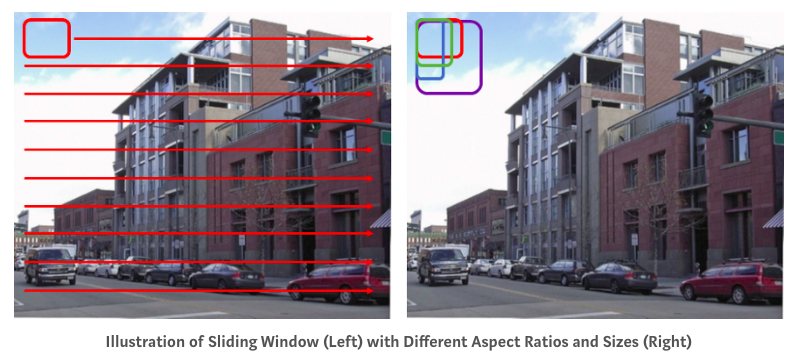 Illustration of Sliding Window (Left) with Different Aspect Ratios and Sizes (Right)